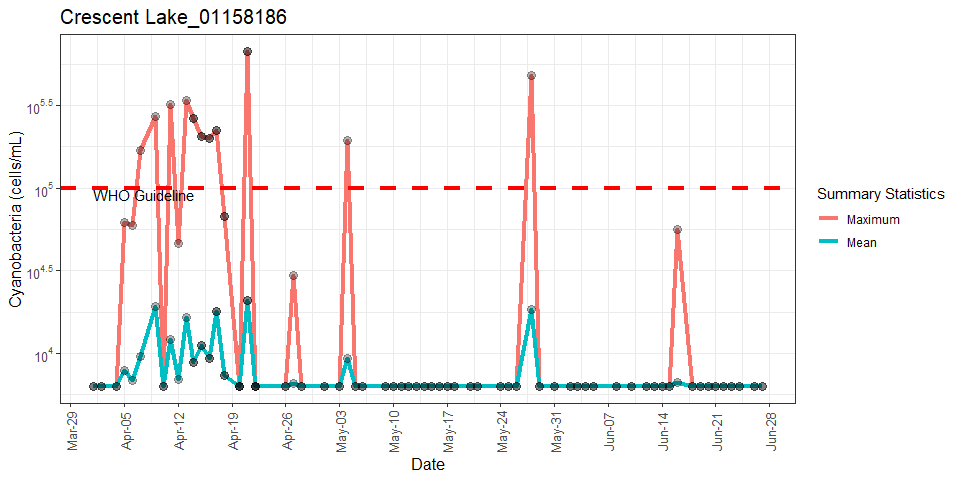 Crescent Lake_01158186
Cyanobacteria (cells/mL)
10^5.5
10^5
10^4.5
10^4
WHO Guideline
Mar-29
Apr-05
Apr-12
Apr-19
Apr-26
May-03
May-10
May-17
May-24
May-31
Jun-07
Jun-14
Jun-21
Jun-28
Date
Summary Statistics
Maximum
Mean